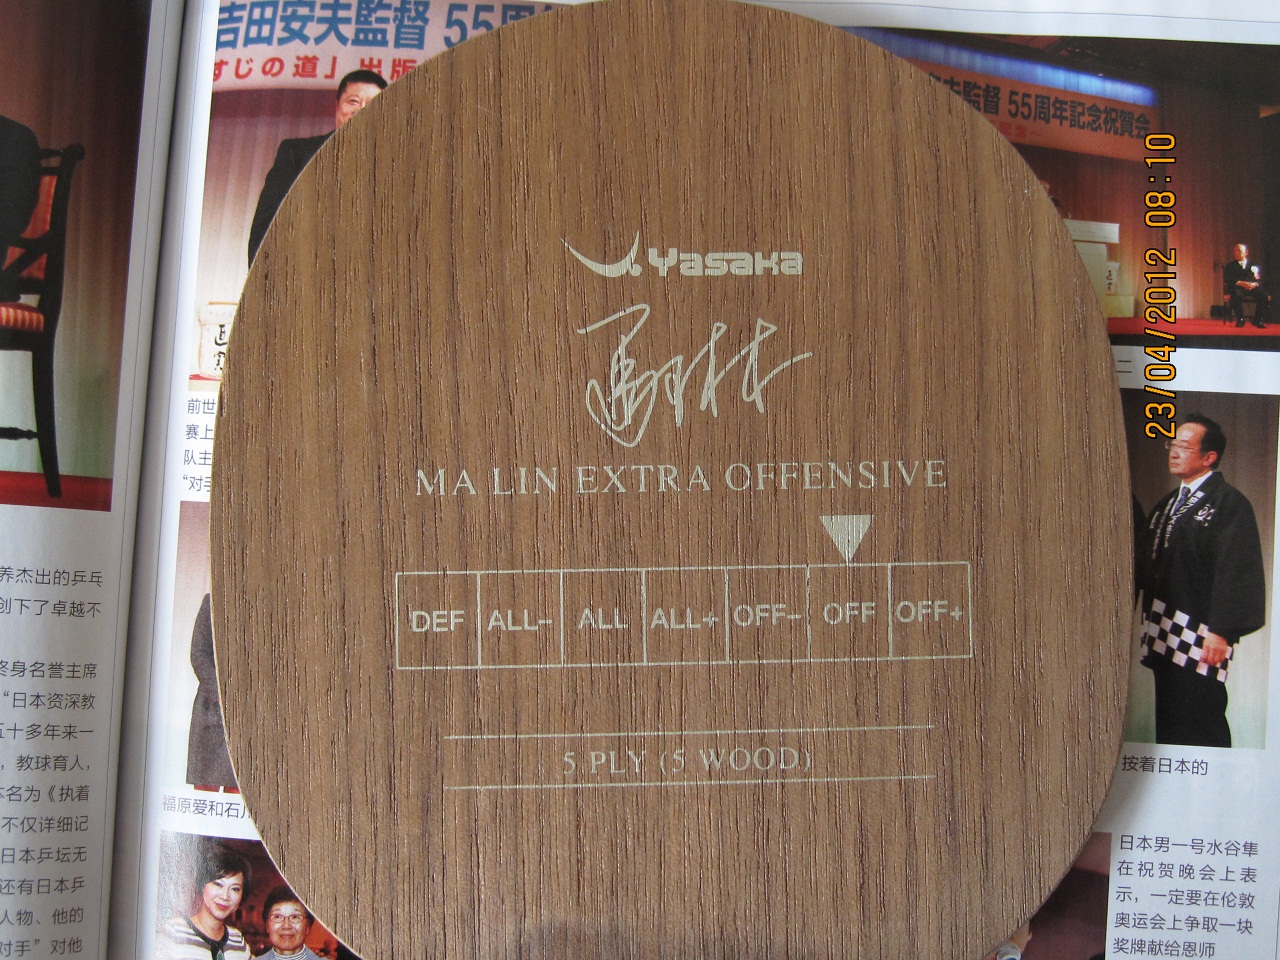 吉田安夫監督 55周年
すじの道」出版
夫監督 55周年記念祝賀会
23/04/2012 08:10
Yasaka
马林
MA LIN EXTRA OFFENSIVE
DEF ALL- ALL ALL+ OFF- OFF OFF+
5 PLY (5 WOOD)
前世
赛上
队主
“对手
养杰出的乒乓
创下了卓越不
终身名誉主席
“日本资深教
五十多年来一
，教球育人，
本名为《执着
不仅详细记
日本乒坛无
还有日本乒
人物、他的
对手”对他
福原爱和石川
二
按着日本的
日本男一号水谷隼
在祝贺晚会上表
示，一定要在伦敦
奥运会上争取一块
奖牌献给恩师